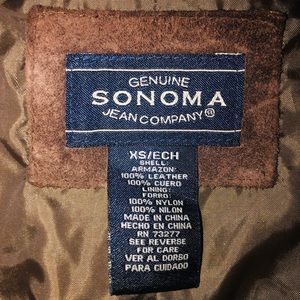 GENUINE
SONOMA
JEAN COMPANY®
XS/ECH
SHELL:
ARMAZON:
100% LEATHER
100% CUERO
LINING:
FORRO:
100% NYLON
100% NILON
MADE IN CHINA
HECHO EN CHINA
RN 73277
SEE REVERSE
FOR CARE
VER AL DORSO
PARA CUIDADO